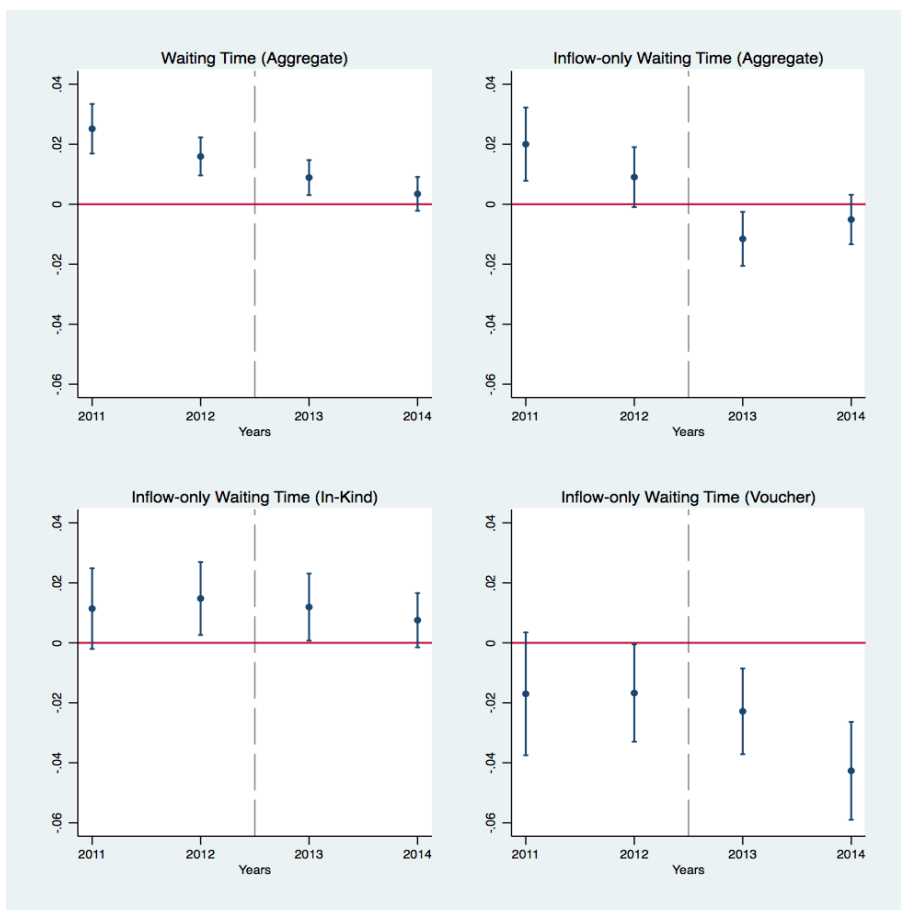 Waiting Time (Aggregate)
.04
.02
0
-.02
-.04
-.06
2011 2012 2013 2014
Years
Inflow-only Waiting Time (Aggregate)
.04
.02
0
-.02
-.04
-.06
2011 2012 2013 2014
Years
Inflow-only Waiting Time (In-Kind)
.04
.02
0
-.02
-.04
-.06
2011 2012 2013 2014
Years
Inflow-only Waiting Time (Voucher)
.04
.02
0
-.02
-.04
-.06
2011 2012 2013 2014
Years